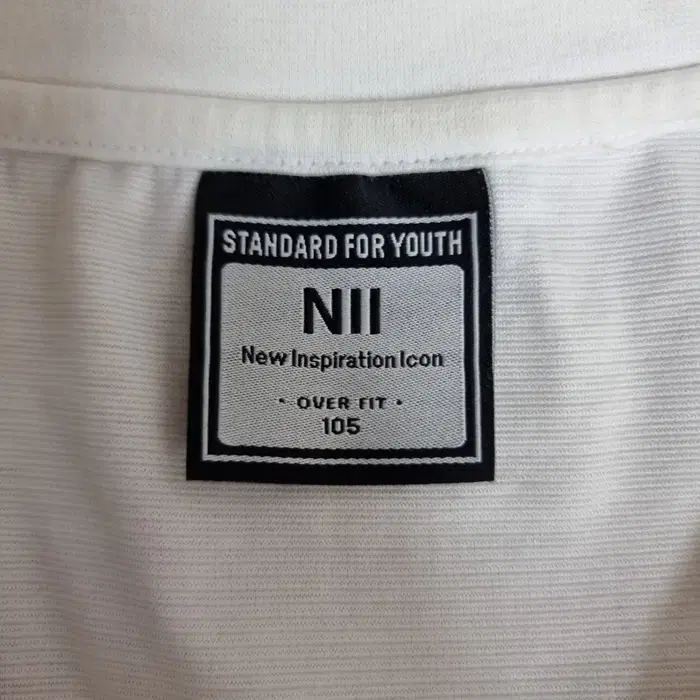 STANDARD FOR YOUTH
NII
New Inspiration Icon
· OVER FIT ·
105